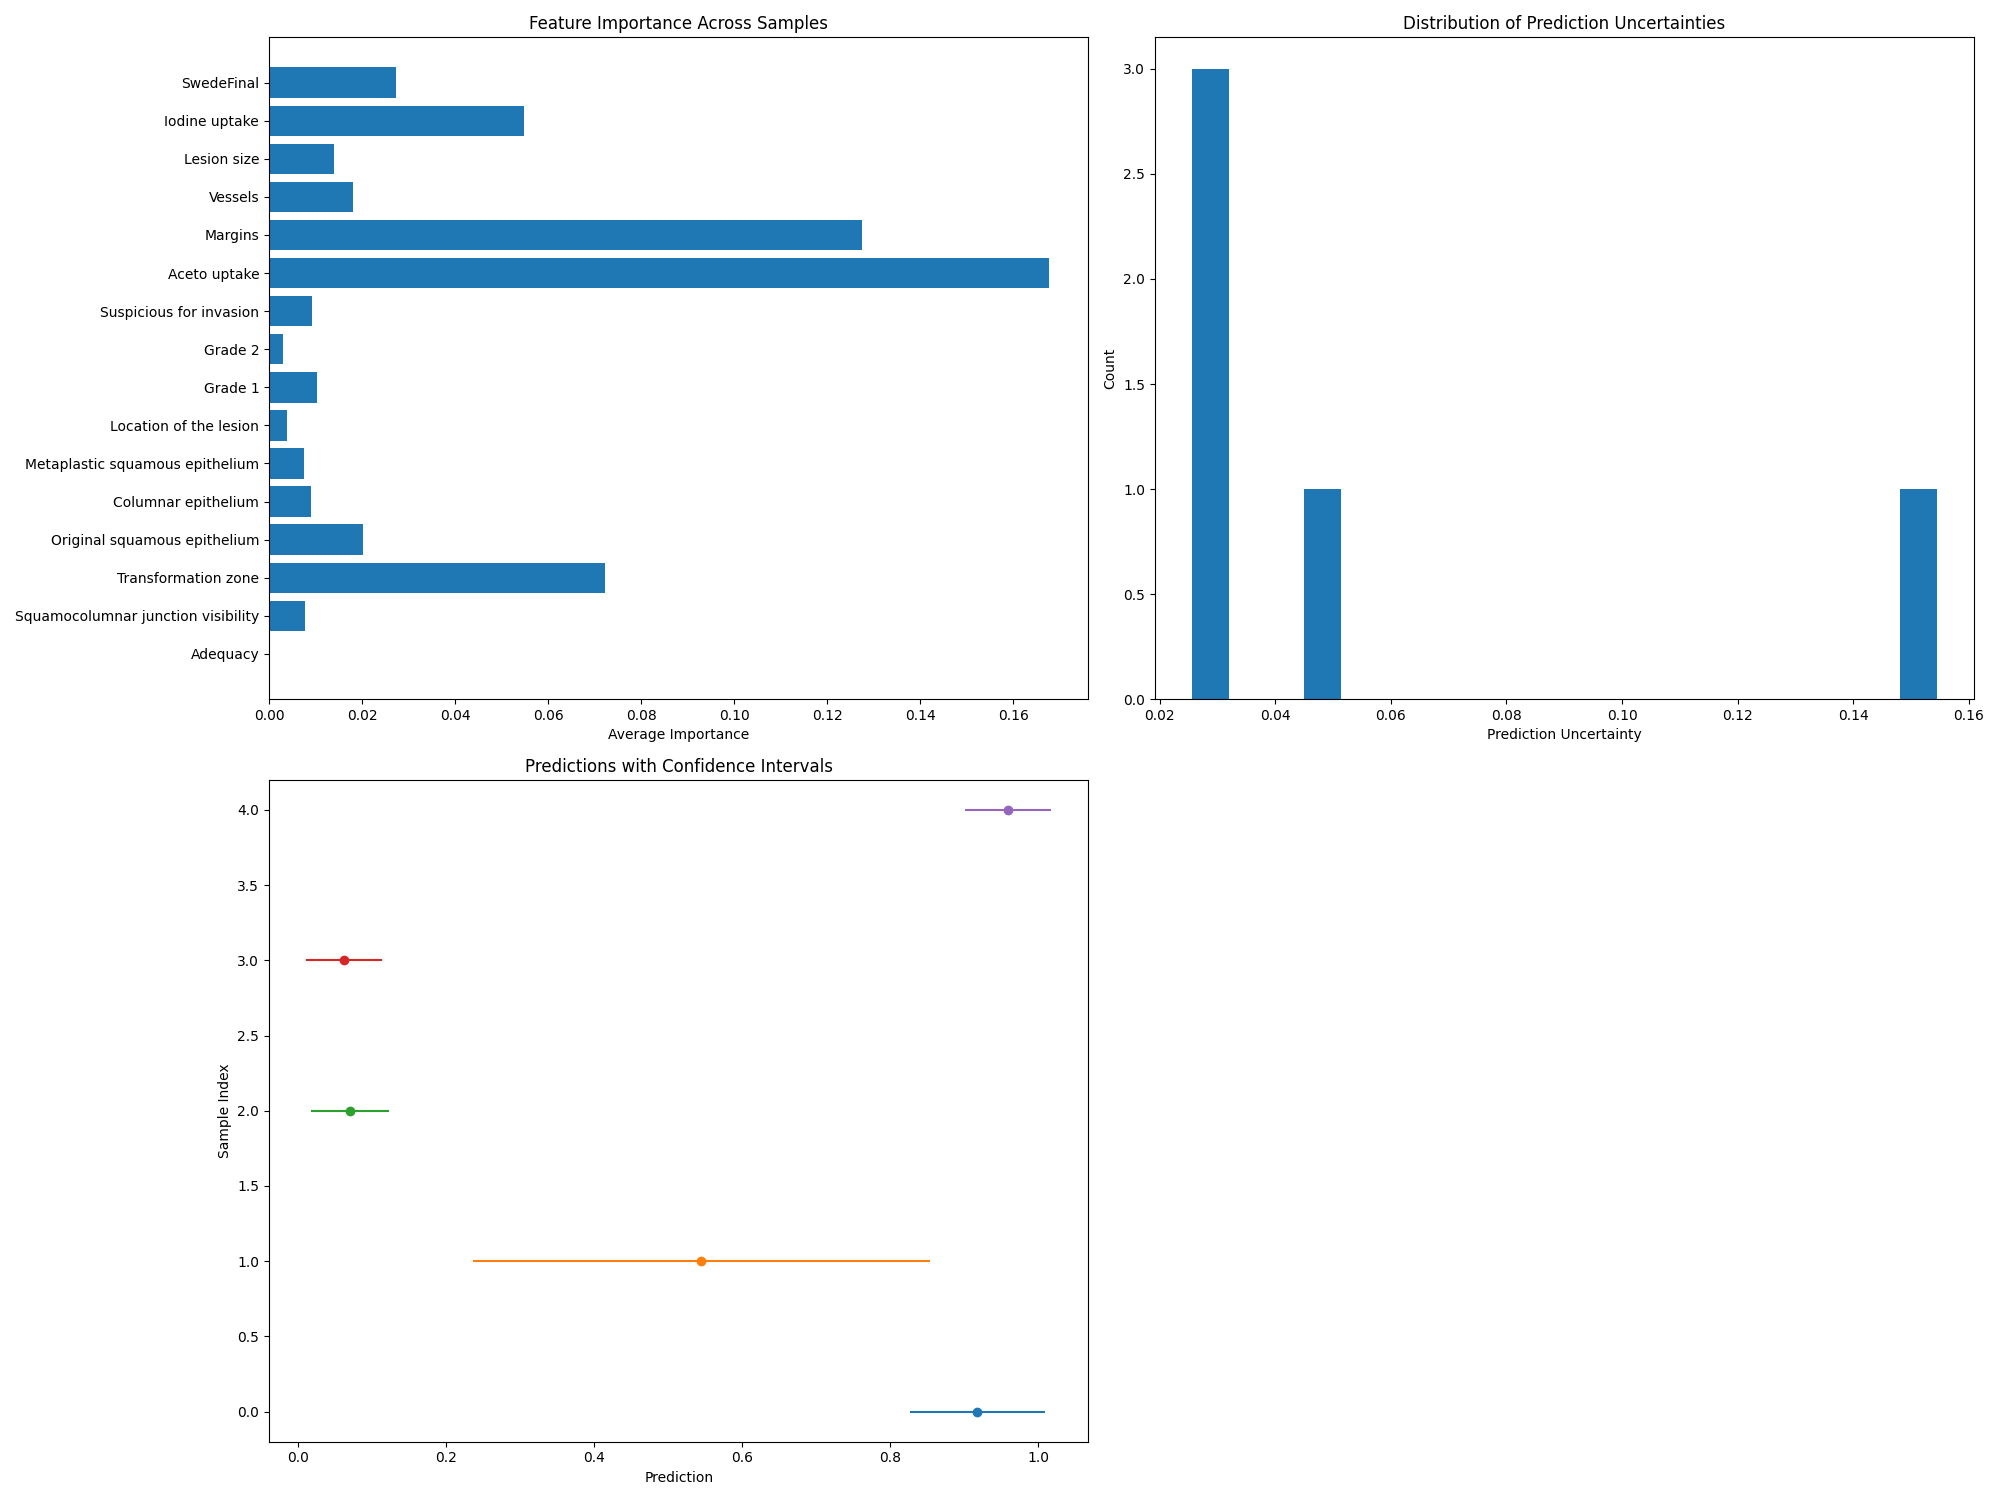 Feature Importance Across Samples
SwedeFinal
Iodine uptake
Lesion size
Vessels
Margins
Aceto uptake
Suspicious for invasion
Grade 2
Grade 1
Location of the lesion
Metaplastic squamous epithelium
Columnar epithelium
Original squamous epithelium
Transformation zone
Squamocolumnar junction visibility
Adequacy
0.00 0.02 0.04 0.06 0.08 0.10 0.12 0.14 0.16
Average Importance
Distribution of Prediction Uncertainties
Count
3.0
2.5
2.0
1.5
1.0
0.5
0.0
0.02 0.04 0.06 0.08 0.10 0.12 0.14 0.16
Prediction Uncertainty
Predictions with Confidence Intervals
Sample Index
4.0
3.5
3.0
2.5
2.0
1.5
1.0
0.5
0.0
0.0 0.2 0.4 0.6 0.8 1.0
Prediction